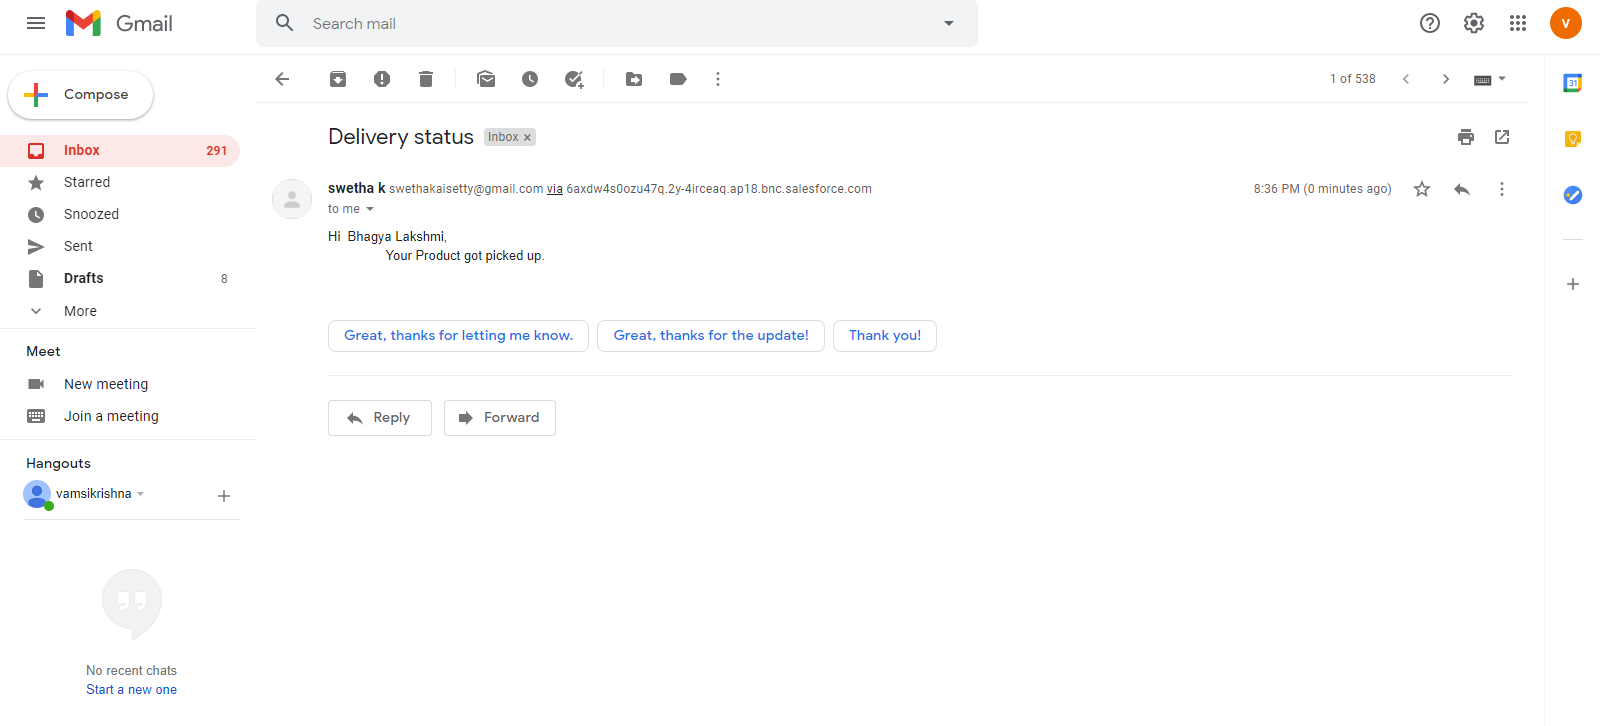 Gmail
Search mail
V
Compose
1 of 538
31
Inbox 291
Starred
Snoozed
Sent
Drafts 8
More
Meet
New meeting
Join a meeting
Hangouts
vamsikrishna
No recent chats
Start a new one
Delivery status Inbox x
swetha k swethakaisetty@gmail.com via 6axdw4s0ozu47q.2y-4irceaq.ap18.bnc.salesforce.com 8:36 PM (0 minutes ago)
to me
Hi Bhagya Lakshmi,
Your Product got picked up.
Great, thanks for letting me know. Great, thanks for the update! Thank you!
Reply Forward